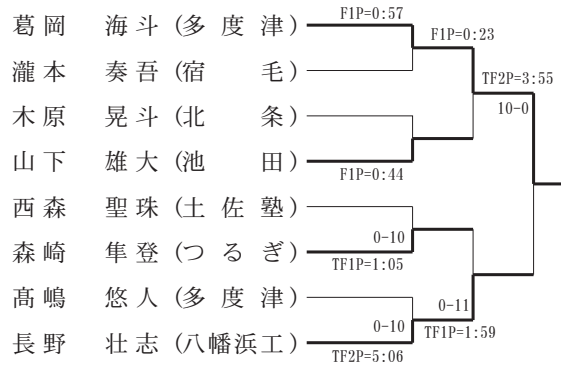 葛岡 海斗(多度津)
F1P=0:57
F1P=0:23
瀧本 奏吾(宿毛)
TF2P=3:55
10-0
木原 晃斗(北条)
山下 雄大(池田)
F1P=0:44
西森 聖珠(土佐塾)
0-10
森崎 隼登(つるぎ)
TF1P=1:05
髙嶋 悠人(多度津)
0-11
0-10
TF1P=1:59
長野 壮志(八幡浜工)
TF2P=5:06